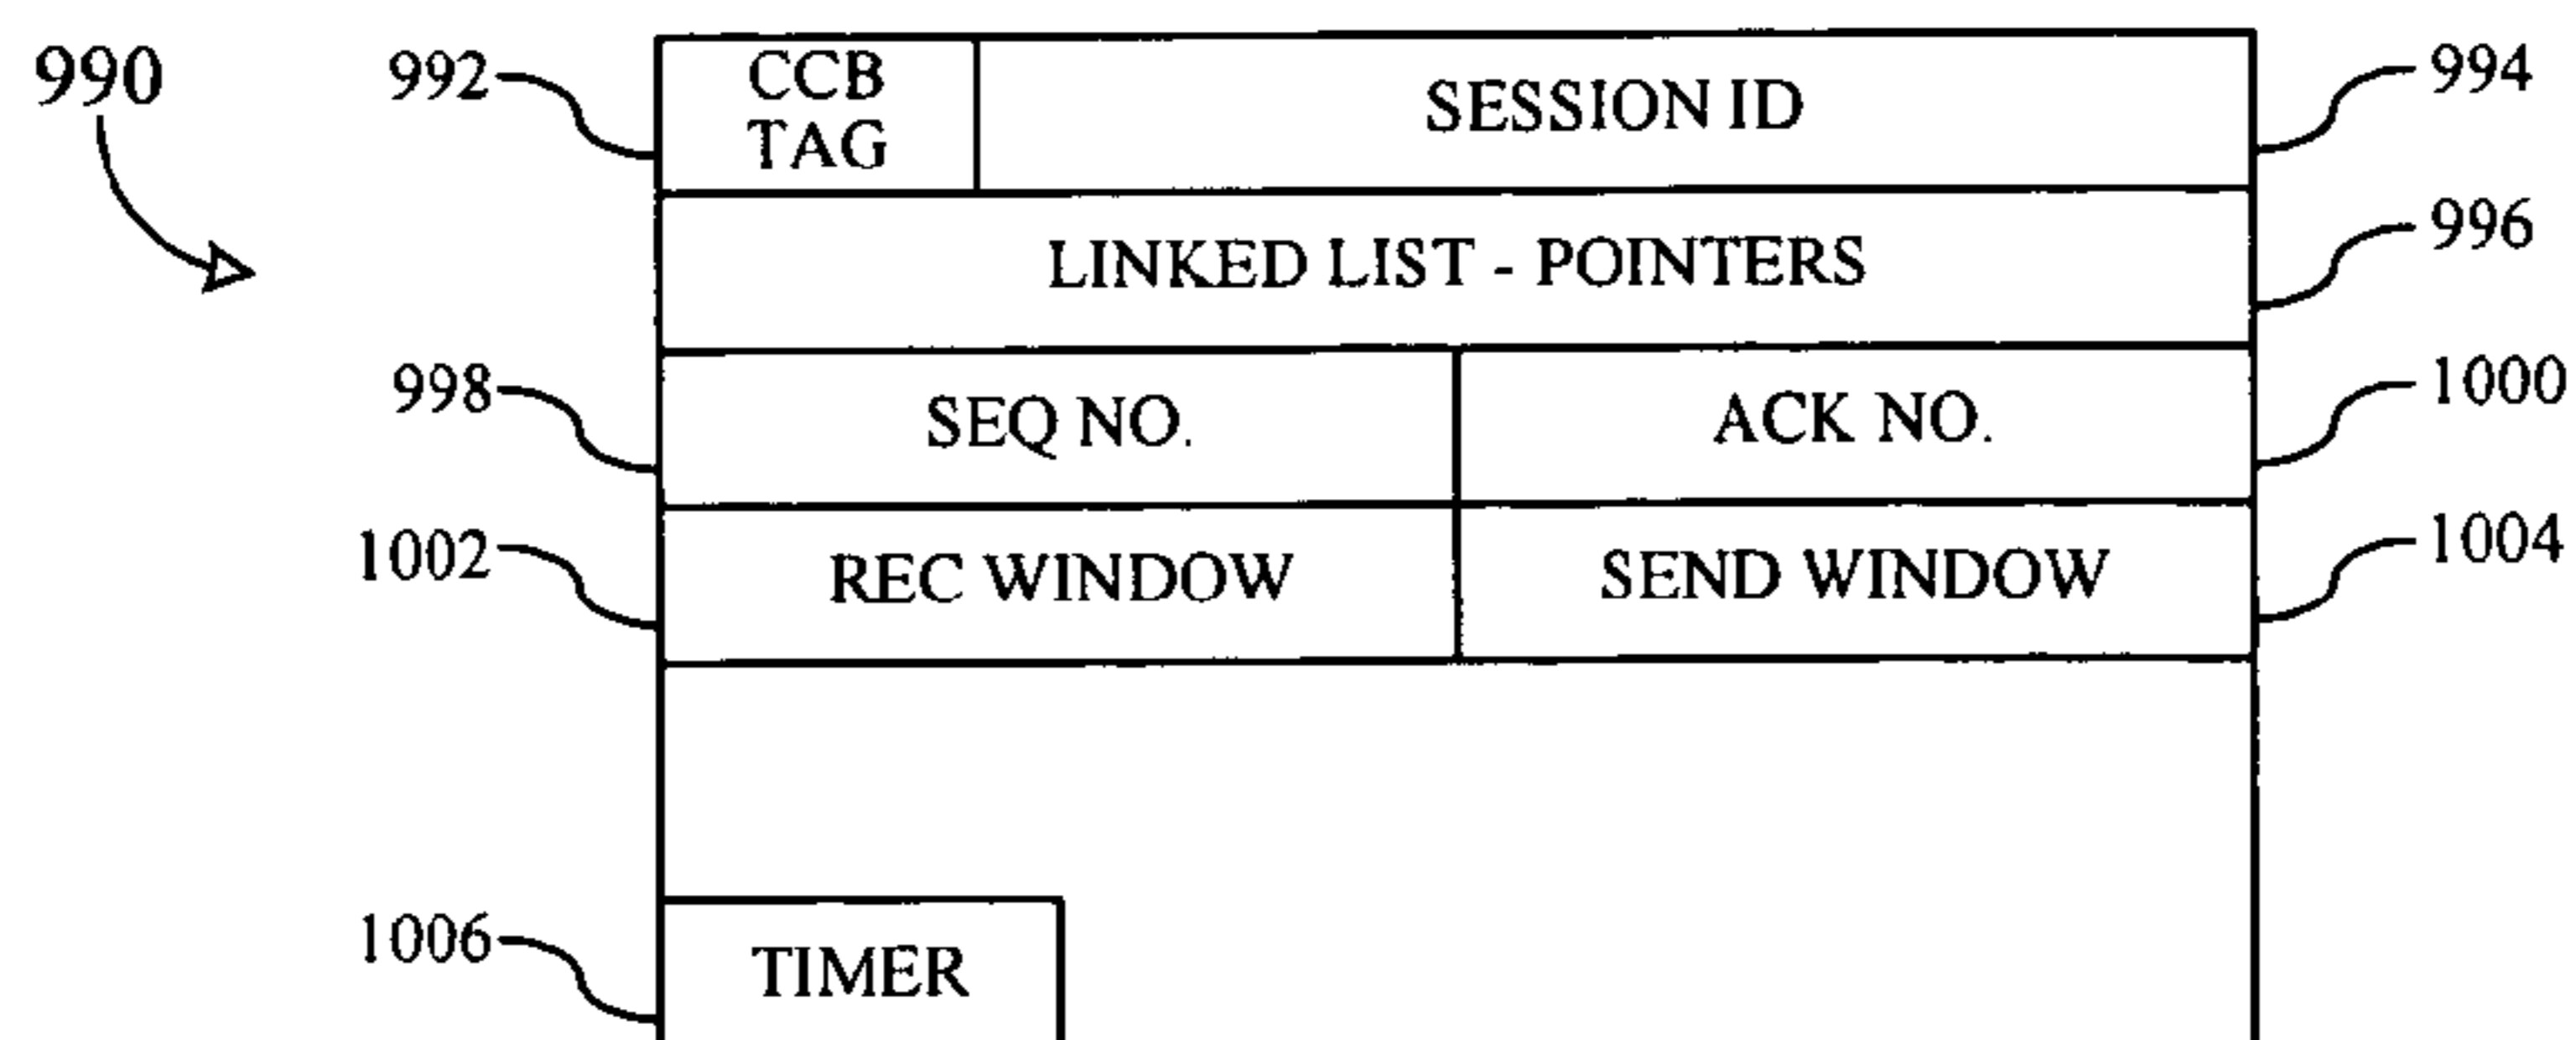 990
992
CCB
TAG
SESSION ID
994
LINKED LIST - POINTERS
996
998
SEQ NO.
ACK NO.
1000
1002
REC WINDOW
SEND WINDOW
1004
1006
TIMER